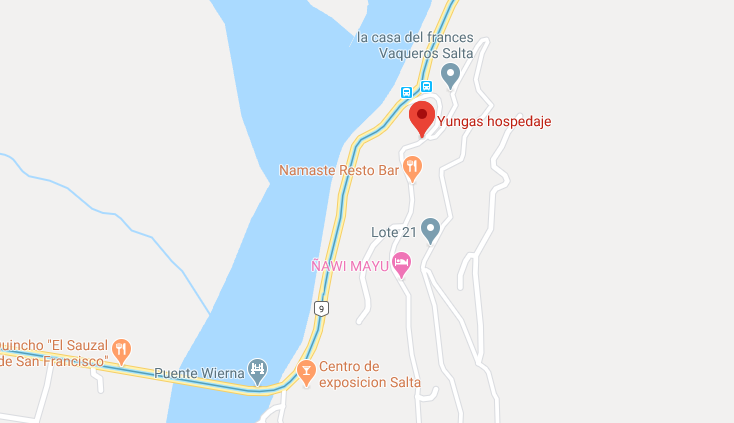 la casa del frances
Vaqueros Salta
Yungas hospedaje
Namaste Resto Bar
Lote 21
ÑAWI MAYU
9
"El Sauzal
de San Francisco"
Puente Wierna
Centro de
exposicion Salta